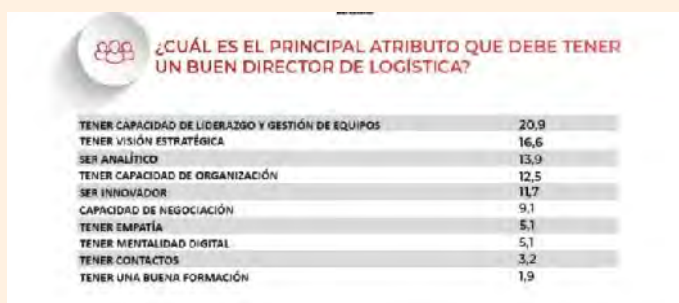 ¿CUÁL ES EL PRINCIPAL ATRIBUTO QUE DEBE TENER
UN BUEN DIRECTOR DE LOGÍSTICA?
TENER CAPACIDAD DE LIDERAZGO Y GESTIÓN DE EQUIPOS 20,9
TENER VISIÓN ESTRATÉGICA 16,6
SER ANALÍTICO 13,9
TENER CAPACIDAD DE ORGANIZACIÓN 12,5
SER INNOVADOR 11,7
CAPACIDAD DE NEGOCIACIÓN 9,1
TENER EMPATÍA 5,1
TENER MENTALIDAD DIGITAL 5,1
TENER CONTACTOS 3,2
TENER UNA BUENA FORMACIÓN 1,9